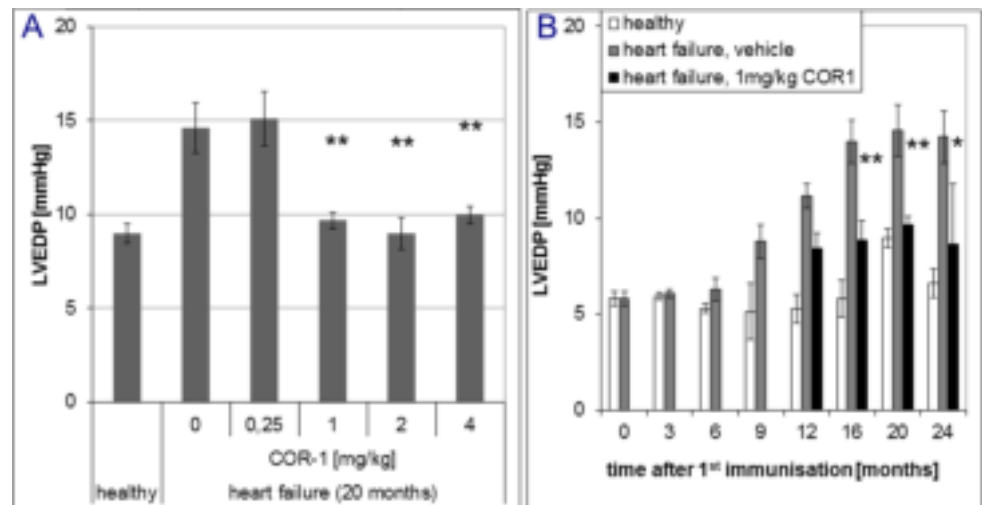 A
20
15
10
5
0
LVEDP [mmHg]
**
**
**
0
0,25
1
2
4
COR-1 [mg/kg]
healthy
heart failure (20 months)
B
healthy
heart failure, vehicle
heart failure, 1mg/kg COR1
20
15
10
5
0
LVEDP [mmHg]
**
**
*
0
3
6
9
12
16
20
24
time after 1st immunisation [months]